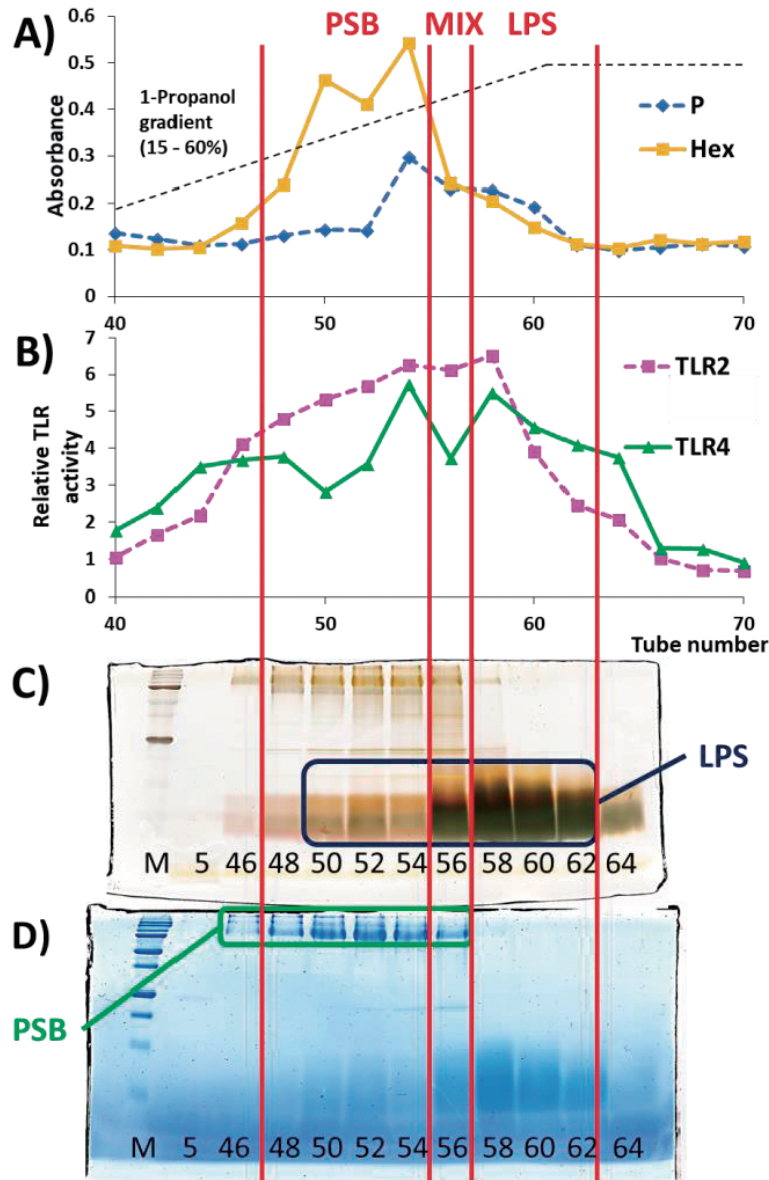 A)
PSB MIX LPS
0.6
0.5
0.4
0.3
0.2
0.1
0
Absorbance
1-Propanol
gradient
(15 - 60%)
P
Hex
40 50 60 70
B)
7
6
5
4
3
2
1
0
Relative TLR
activity
TLR2
TLR4
40 50 60 70
Tube number
C)
LPS
M 5 46 48 50 52 54 56 58 60 62 64
D)
PSB
M 5 46 48 50 52 54 56 58 60 62 64